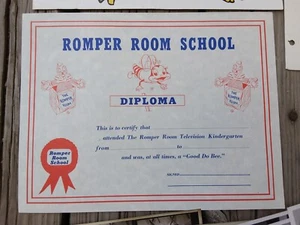 ROMPER ROOM SCHOOL
DIPLOMA
This is to certify that
attended The Romper Room Television Kindergarten
from to
and was, at all times, a "Good Do Bee."
Romper
Room
School